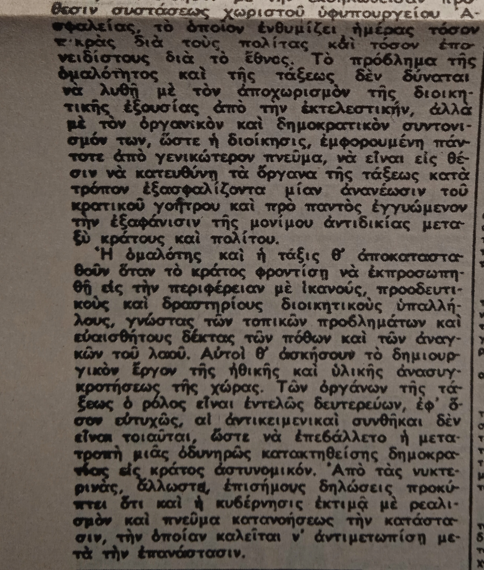 θεσιν συστάσεως χωριστοῦ ὑφυπουργείου Ἀ-
σφαλείας, τὸ ὁποῖον ἐνθυμίζει ἡμέρας τόσον
πικρὰς διὰ τοὺς πολίτας καὶ τόσον ἐπο-
νειδίστους διὰ τὸ ἔθνος. Τὸ πρόβλημα τῆς
ὁμαλότητος καὶ τῆς τάξεως δὲν δύναται
νὰ λυθῇ μὲ τὸν ἀποχωρισμὸν τῆς διοικη-
τικῆς ἐξουσίας ἀπὸ τὴν ἐκτελεστικήν, ἀλλὰ
μὲ τὸν ὀργανικὸν καὶ δημοκρατικὸν συντονι-
σμόν των, ὥστε ἡ διοίκησις, ἐμφορουμένη πάν-
τοτε ἀπὸ γενικώτερον πνεῦμα, νὰ εἶναι εἰς θέ-
σιν νὰ κατευθύνῃ τὰ ὄργανα τῆς τάξεως κατὰ
τρόπον ἐξασφαλίζοντα μίαν ἀνανέωσιν τοῦ
κρατικοῦ γοήτρου καὶ πρὸ παντὸς ἐγγυώμενον
τὴν ἐξαφάνισιν τῆς μονίμου ἀντιδικίας μετα-
ξὺ κράτους καὶ πολίτου.
Ἡ ὁμαλότης καὶ ἡ τάξις θ' ἀποκαταστα-
θοῦν ὅταν τὸ κράτος φροντίσῃ νὰ ἐκπροσωπη-
θῇ εἰς τὴν περιφέρειαν μὲ ἱκανούς, προοδευτι-
κοὺς καὶ δραστηρίους διοικητικοὺς ὑπαλλή-
λους, γνώστας τῶν τοπικῶν προβλημάτων καὶ
εὐαισθήτους δέκτας τῶν πόθων καὶ τῶν ἀναγ-
κῶν τοῦ λαοῦ. Αὐτοὶ θ' ἀσκήσουν τὸ δημιουρ-
γικὸν ἔργον τῆς ἠθικῆς καὶ ὑλικῆς ἀνασυγ-
κροτήσεως τῆς χώρας. Τῶν ὀργάνων τῆς τά-
ξεως ὁ ρόλος εἶναι ἐντελῶς δευτερεύων, ἐφ' ὅ-
σον εὐτυχῶς, αἱ ἀντικειμενικαὶ συνθῆκαι δὲν
εἶναι τοιαῦται, ὥστε νὰ ἐπεβάλλετο ἡ μετα-
τροπὴ μιᾶς ὀδυνηρῶς κατακτηθείσης δημοκρα-
τίας εἰς κράτος ἀστυνομικόν. Ἀπὸ τὰς νυκτε-
ρινάς, ἄλλωστε, ἐπισήμους δηλώσεις προκύ-
πτει ὅτι καὶ ἡ κυβέρνησις ἐκτιμᾷ μὲ ρεαλι-
σμὸν καὶ πνεῦμα κατανοήσεως τὴν κατάστα-
σιν, τὴν ὁποίαν καλεῖται ν' ἀντιμετωπίσῃ με-
τὰ τὴν ἐπανάστασιν.